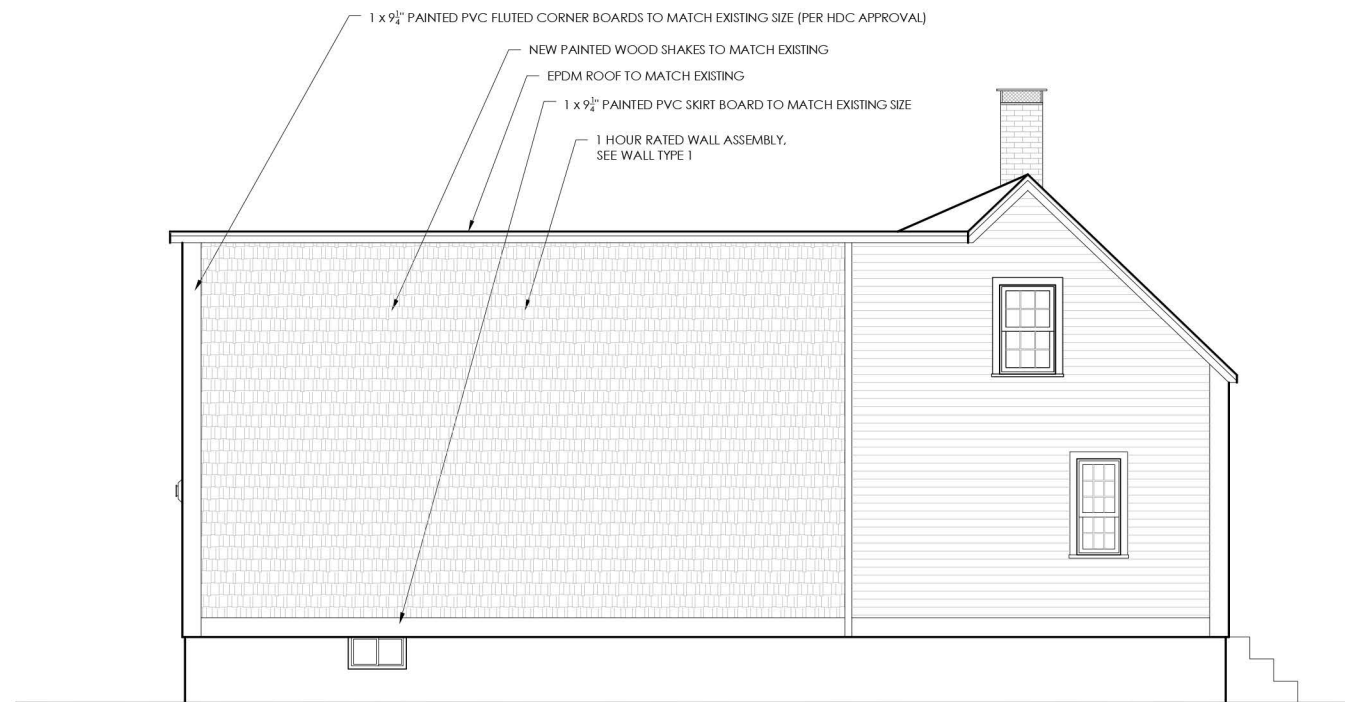 1 x 9¼" PAINTED PVC FLUTED CORNER BOARDS TO MATCH EXISTING SIZE (PER HDC APPROVAL)
NEW PAINTED WOOD SHAKES TO MATCH EXISTING
EPDM ROOF TO MATCH EXISTING
1 x 9¼" PAINTED PVC SKIRT BOARD TO MATCH EXISTING SIZE
1 HOUR RATED WALL ASSEMBLY,
SEE WALL TYPE 1